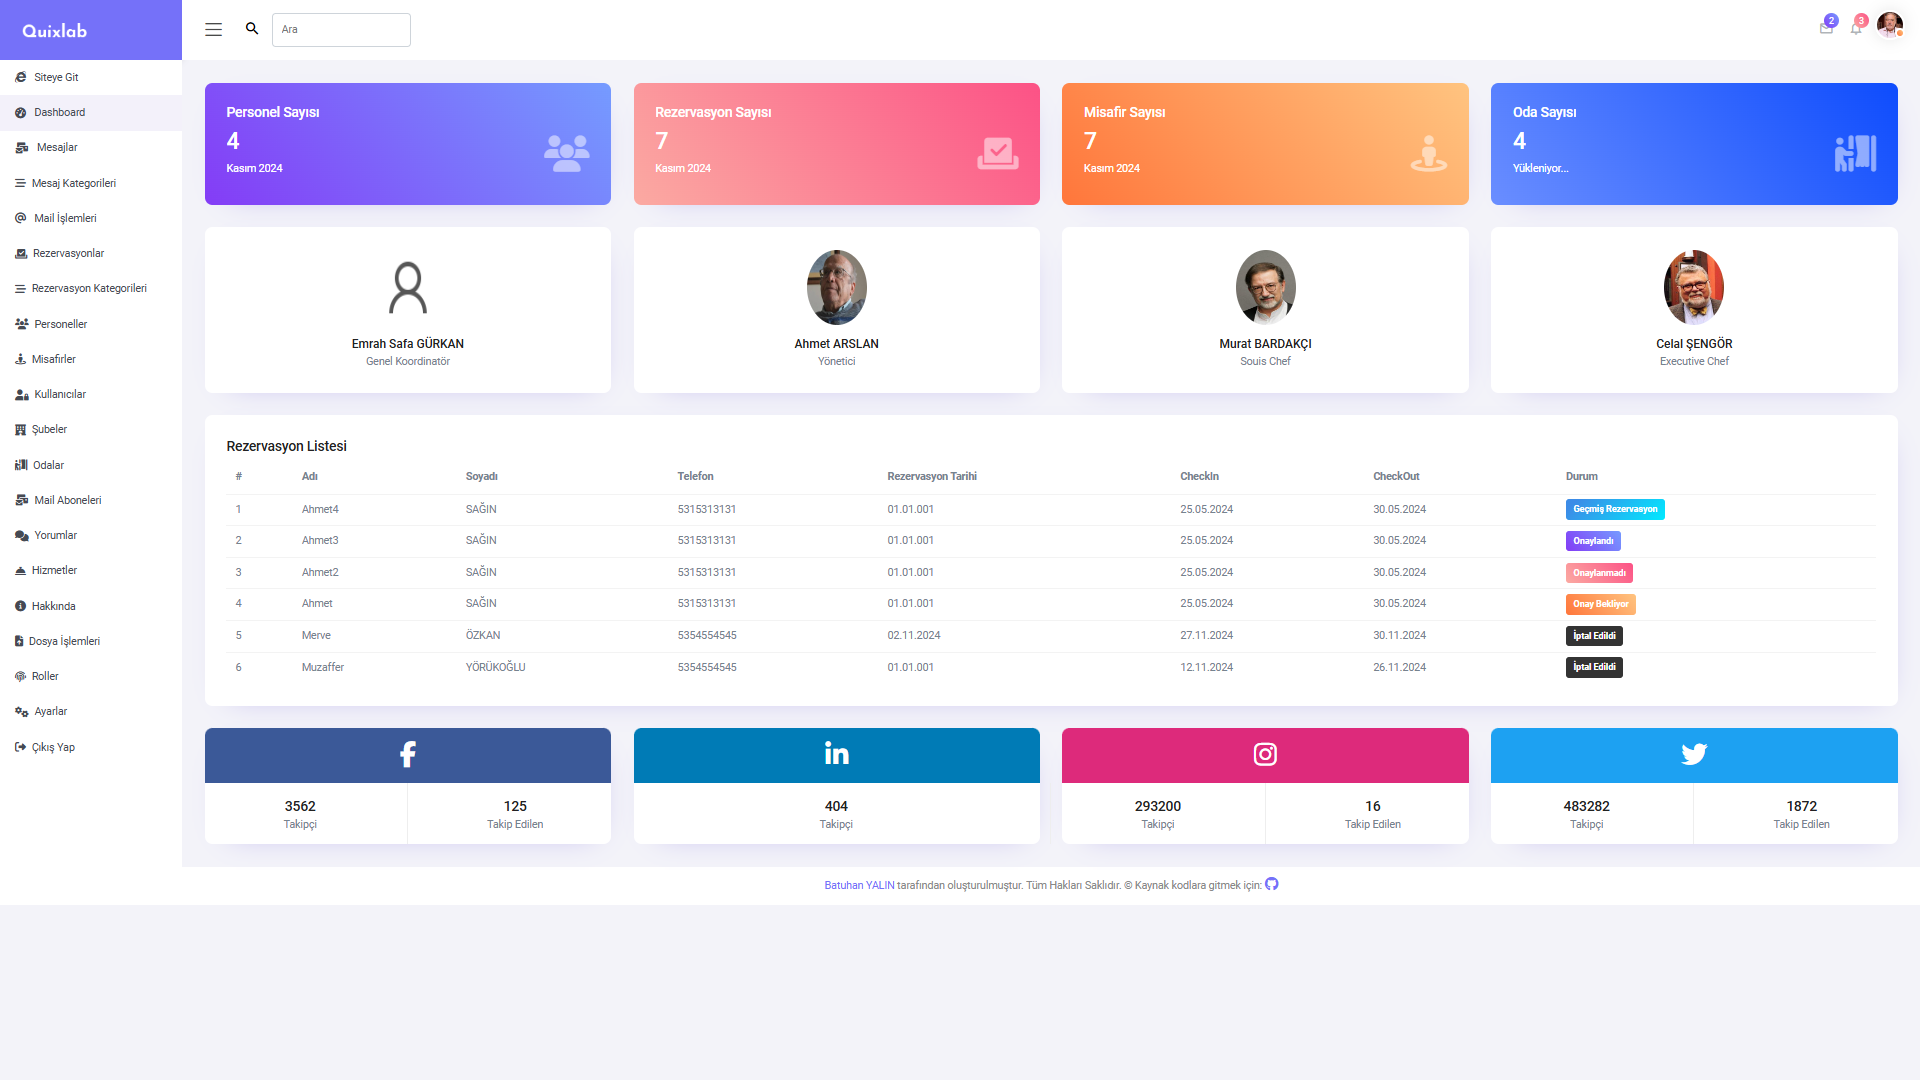 Quixlab
Ara
2
3
Siteye Git
Dashboard
Mesajlar
Mesaj Kategorileri
Mail İşlemleri
Rezervasyonlar
Rezervasyon Kategorileri
Personeller
Misafirler
Kullanıcılar
Şubeler
Odalar
Mail Aboneleri
Yorumlar
Hizmetler
Hakkında
Dosya İşlemleri
Roller
Ayarlar
Çıkış Yap
Personel Sayısı
4
Kasım 2024
Rezervasyon Sayısı
7
Kasım 2024
Misafir Sayısı
7
Kasım 2024
Oda Sayısı
4
Yükleniyor...
Emrah Safa GÜRKAN
Genel Koordinatör
Ahmet ARSLAN
Yönetici
Murat BARDAKÇI
Souis Chef
Celal ŞENGÖR
Executive Chef
Rezervasyon Listesi
# Adı Soyadı Telefon Rezervasyon Tarihi CheckIn CheckOut Durum
1 Ahmet4 SAĞIN 5315313131 01.01.001 25.05.2024 30.05.2024 Geçmiş Rezervasyon
2 Ahmet3 SAĞIN 5315313131 01.01.001 25.05.2024 30.05.2024 Onaylandı
3 Ahmet2 SAĞIN 5315313131 01.01.001 25.05.2024 30.05.2024 Onaylanmadı
4 Ahmet SAĞIN 5315313131 01.01.001 25.05.2024 30.05.2024 Onay Bekliyor
5 Merve ÖZKAN 5354554545 02.11.2024 27.11.2024 30.11.2024 İptal Edildi
6 Muzaffer YÖRÜKOĞLU 5354554545 01.01.001 12.11.2024 26.11.2024 İptal Edildi
3562
Takipçi
125
Takip Edilen
404
Takipçi
293200
Takipçi
16
Takip Edilen
483282
Takipçi
1872
Takip Edilen
Batuhan YALIN tarafından oluşturulmuştur. Tüm Hakları Saklıdır. © Kaynak kodlara gitmek için: